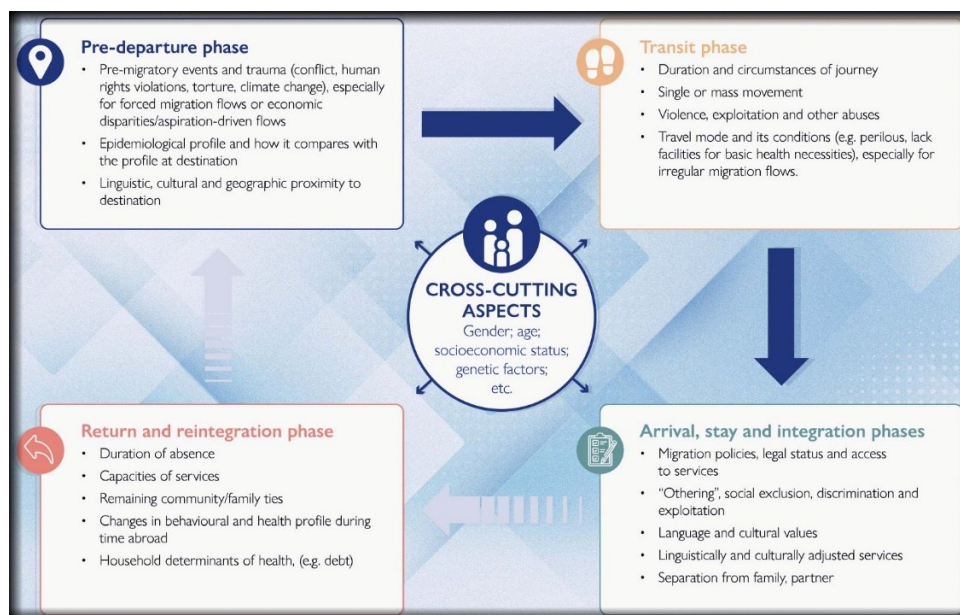 Pre-departure phase
• Pre-migratory events and trauma (conflict, human
rights violations, torture, climate change), especially
for forced migration flows or economic
disparities/aspiration-driven flows
• Epidemiological profile and how it compares with
the profile at destination
• Linguistic, cultural and geographic proximity to
destination
Transit phase
• Duration and circumstances of journey
• Single or mass movement
• Violence, exploitation and other abuses
• Travel mode and its conditions (e.g. perilous, lack
facilities for basic health necessities), especially for
irregular migration flows.
CROSS-CUTTING
ASPECTS
Gender; age;
socioeconomic status;
genetic factors;
etc.
Return and reintegration phase
• Duration of absence
• Capacities of services
• Remaining community/family ties
• Changes in behavioural and health profile during
time abroad
• Household determinants of health, (e.g. debt)
Arrival, stay and integration phases
• Migration policies, legal status and access
to services
• "Othering", social exclusion, discrimination and
exploitation
• Language and cultural values
• Linguistically and culturally adjusted services
• Separation from family, partner